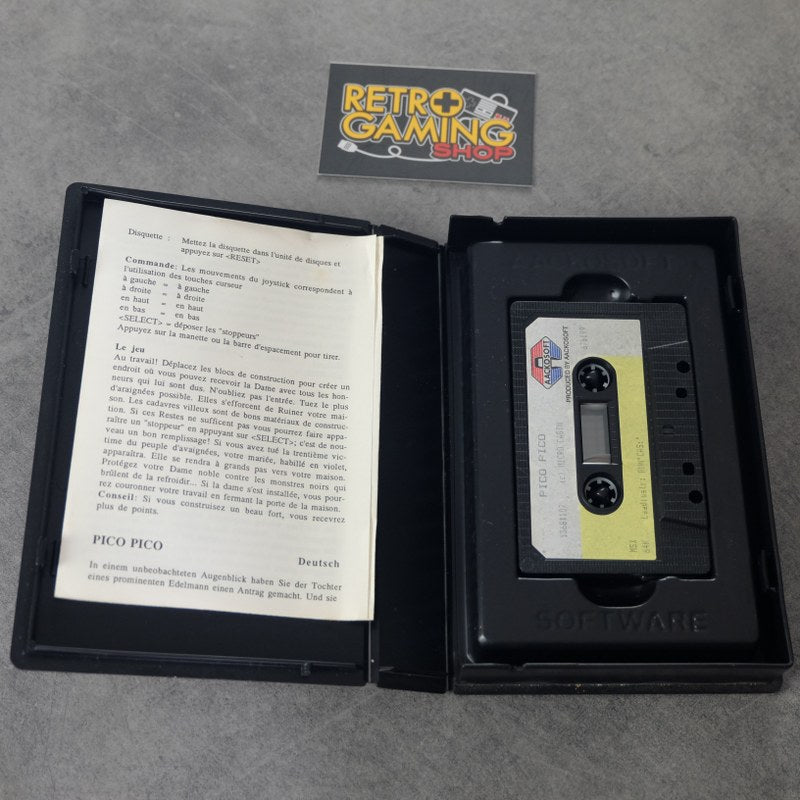 RETRO
GAMING
SHOP
Disquette : Mettez la disquette dans l'unité de disques et
appuyez sur <RESET>
Commande: Les mouvements du joystick correspondent à
l'utilisation des touches curseur
à gauche = à gauche
à droite = à droite
en haut = en haut
en bas = en bas
<SELECT> = déposer les "stoppeurs"
Appuyez sur la manette ou la barre d'espacement pour tirer.
Le jeu
Au travail! Déplacez les blocs de construction pour créer un
endroit où vous pouvez recevoir la Dame avec tous les hon-
neurs qui lui sont dus. N'oubliez pas l'entrée. Tuez le plus
d'araignées possible. Elles s'efforcent de Ruiner votre mai-
son. Les cadavres villeux sont de bons matériaux de construc-
tion. Si ces Restes ne sufficent pas vous pourrez faire appa-
raître un "stoppeur" en appuyant sur <SELECT>; c'est de nou-
veau un bon remplissage! Si vous avez tué la trentième vic-
time du peuple d'araignées, votre mariée, habillé en violet,
apparaîtra. Elle se rendra à grands pas vers votre maison.
Protégez votre Dame noble contre les monstres noirs qui
brûlent de la refroidir... Si la dame s'est installée, vous pour-
rez couronner votre travail en fermant la porte de la maison.
Conseil: Si vous construisez un beau fort, vous recevrez
plus de points.
PICO PICO
Deutsch
In einem unbeobachteten Augenblick haben Sie der Tochter
eines prominenten Edelmann einen Antrag gemacht. Und sie
AACKOSOFT
PRODUCED BY AACKOSOFT
PICO PICO
MICRO CABIN
MSX
64K Loadinstr: RUN"CAS:"
SOFTWARE